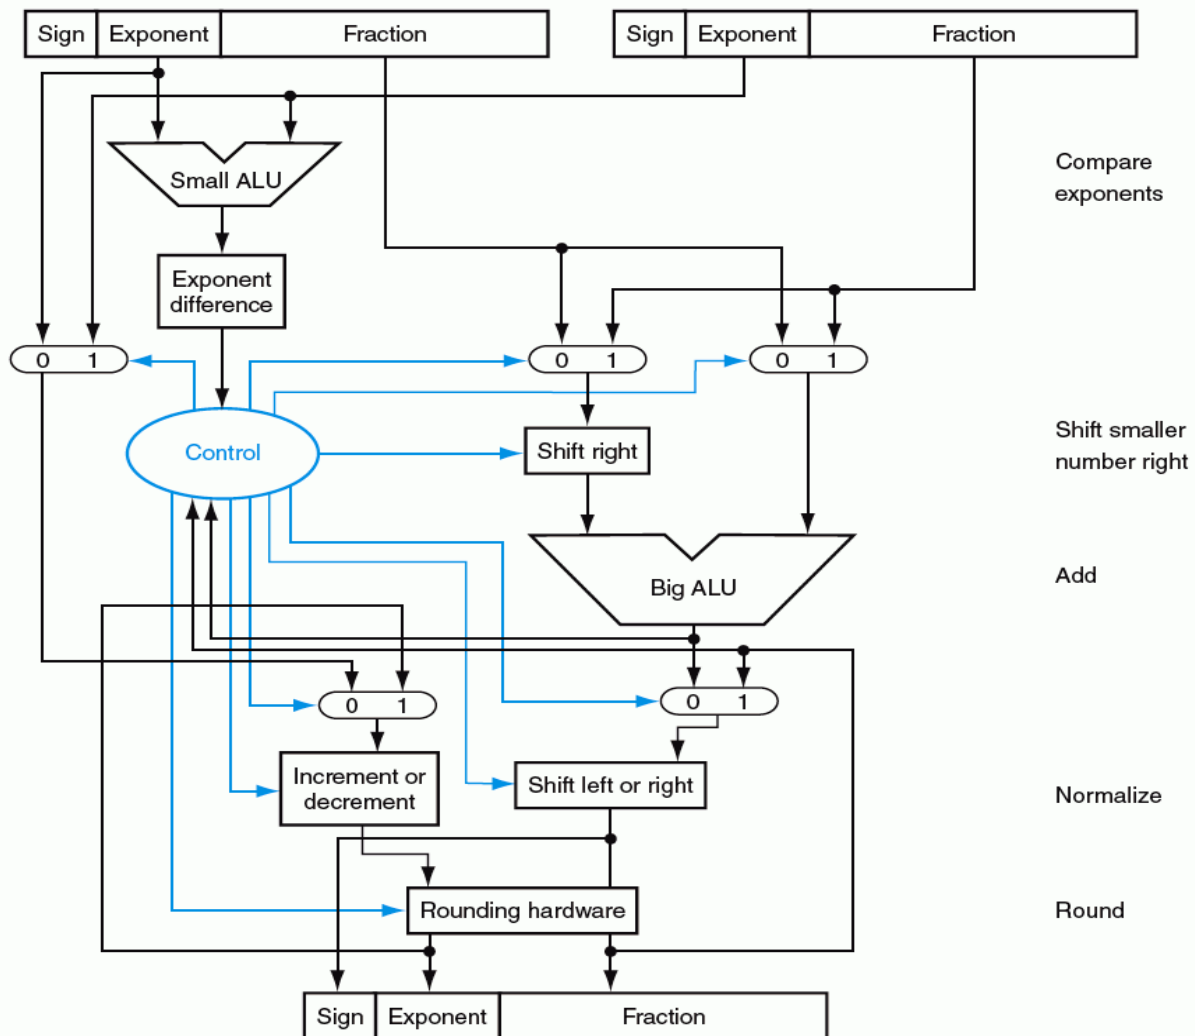 Sign Exponent Fraction Sign Exponent Fraction
Small ALU
Compare
exponents
Exponent
difference
0 1 0 1 0 1
Control
Shift right
Shift smaller
number right
Big ALU
Add
0 1 0 1
Increment or
decrement
Shift left or right
Normalize
Rounding hardware
Round
Sign Exponent Fraction